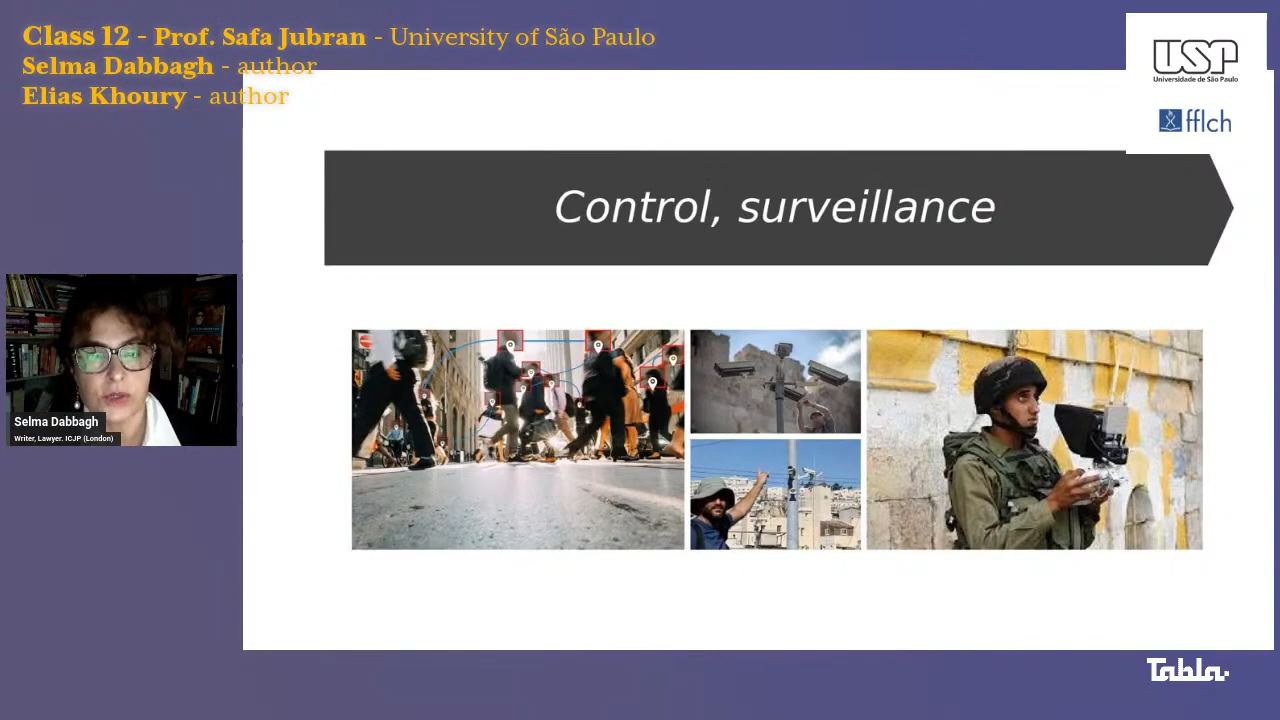 Class 12 - Prof. Safa Jubran - University of São Paulo
Selma Dabbagh - author
Elias Khoury - author
USP
Universidade de São Paulo
fflch
Control, surveillance
Selma Dabbagh
Writer, Lawyer. ICJP (London)
Tabla.